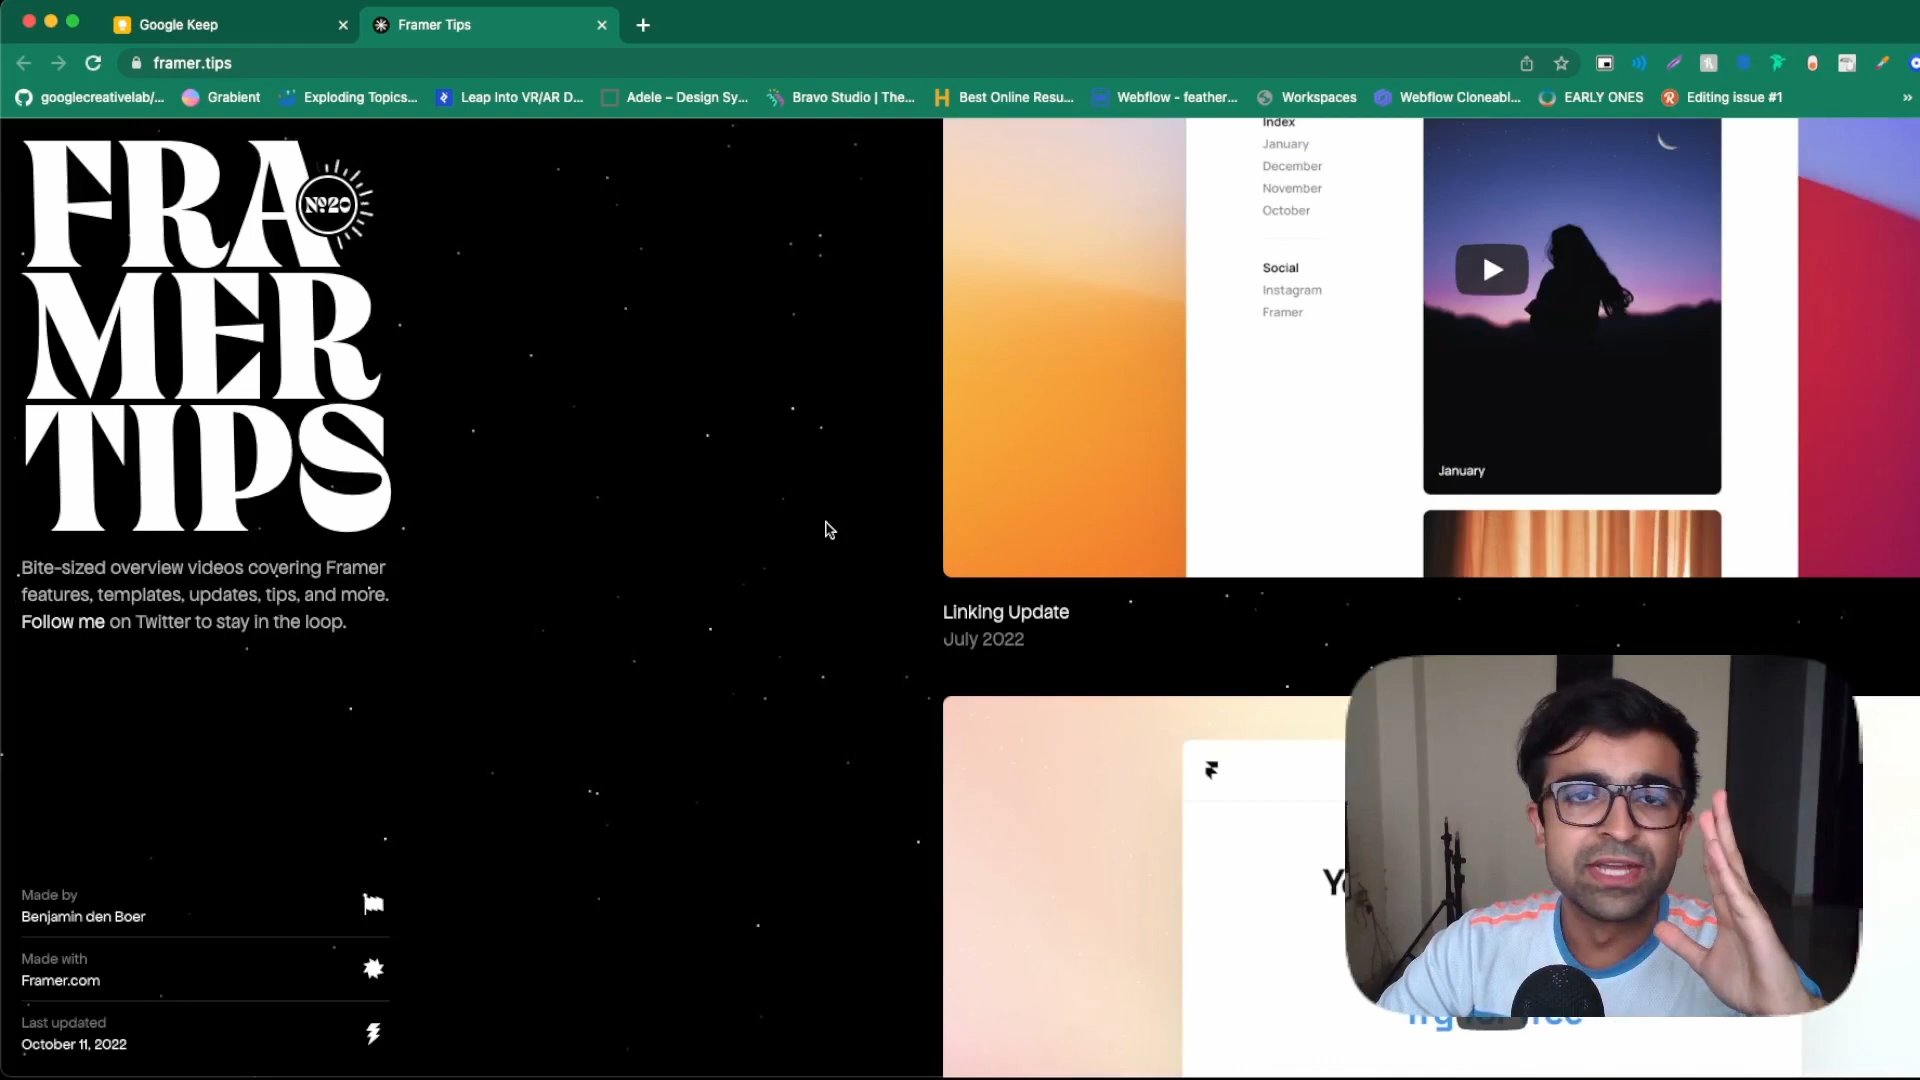 Google Keep
Framer Tips
framer.tips
googlecreativelab/...
Grabient
Exploding Topics...
Leap Into VR/AR D...
Adele – Design Sy...
Bravo Studio | The...
Best Online Resu...
Webflow - feather...
Workspaces
Webflow Cloneabl...
EARLY ONES
Editing issue #1
»
FRA
Nº20
MER
TIPS
Bite-sized overview videos covering Framer
features, templates, updates, tips, and more.
Follow me on Twitter to stay in the loop.
Made by
Benjamin den Boer
Made with
Framer.com
Last updated
October 11, 2022
Index
January
December
November
October
Social
Instagram
Framer
January
Linking Update
July 2022